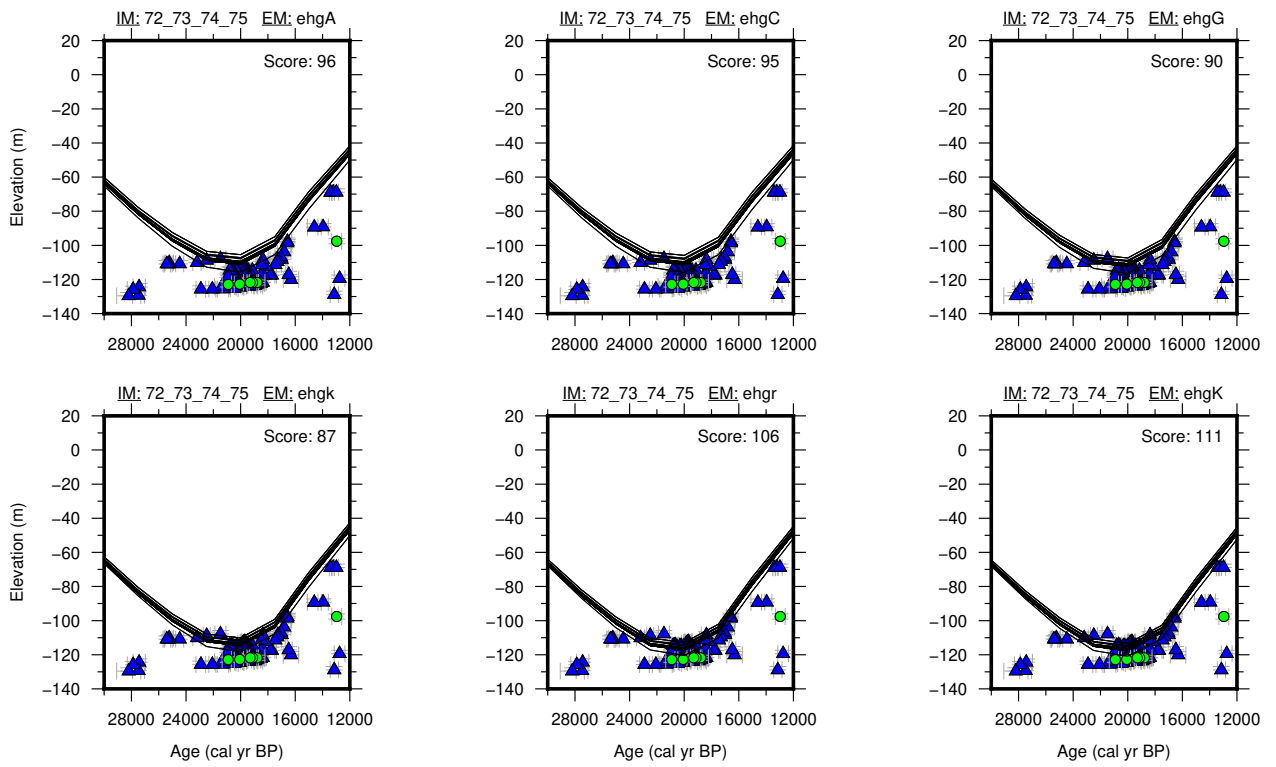 IM: 72_73_74_75 EM: ehgA
IM: 72_73_74_75 EM: ehgC
IM: 72_73_74_75 EM: ehgG
20
0
−20
−40
−60
−80
−100
−120
−140
Elevation (m)
Score: 96
28000 24000 20000 16000 12000
20
0
−20
−40
−60
−80
−100
−120
−140
Score: 95
28000 24000 20000 16000 12000
20
0
−20
−40
−60
−80
−100
−120
−140
Score: 90
28000 24000 20000 16000 12000
IM: 72_73_74_75 EM: ehgk
IM: 72_73_74_75 EM: ehgr
IM: 72_73_74_75 EM: ehgK
20
0
−20
−40
−60
−80
−100
−120
−140
Elevation (m)
Score: 87
28000 24000 20000 16000 12000
Age (cal yr BP)
20
0
−20
−40
−60
−80
−100
−120
−140
Score: 106
28000 24000 20000 16000 12000
Age (cal yr BP)
20
0
−20
−40
−60
−80
−100
−120
−140
Score: 111
28000 24000 20000 16000 12000
Age (cal yr BP)